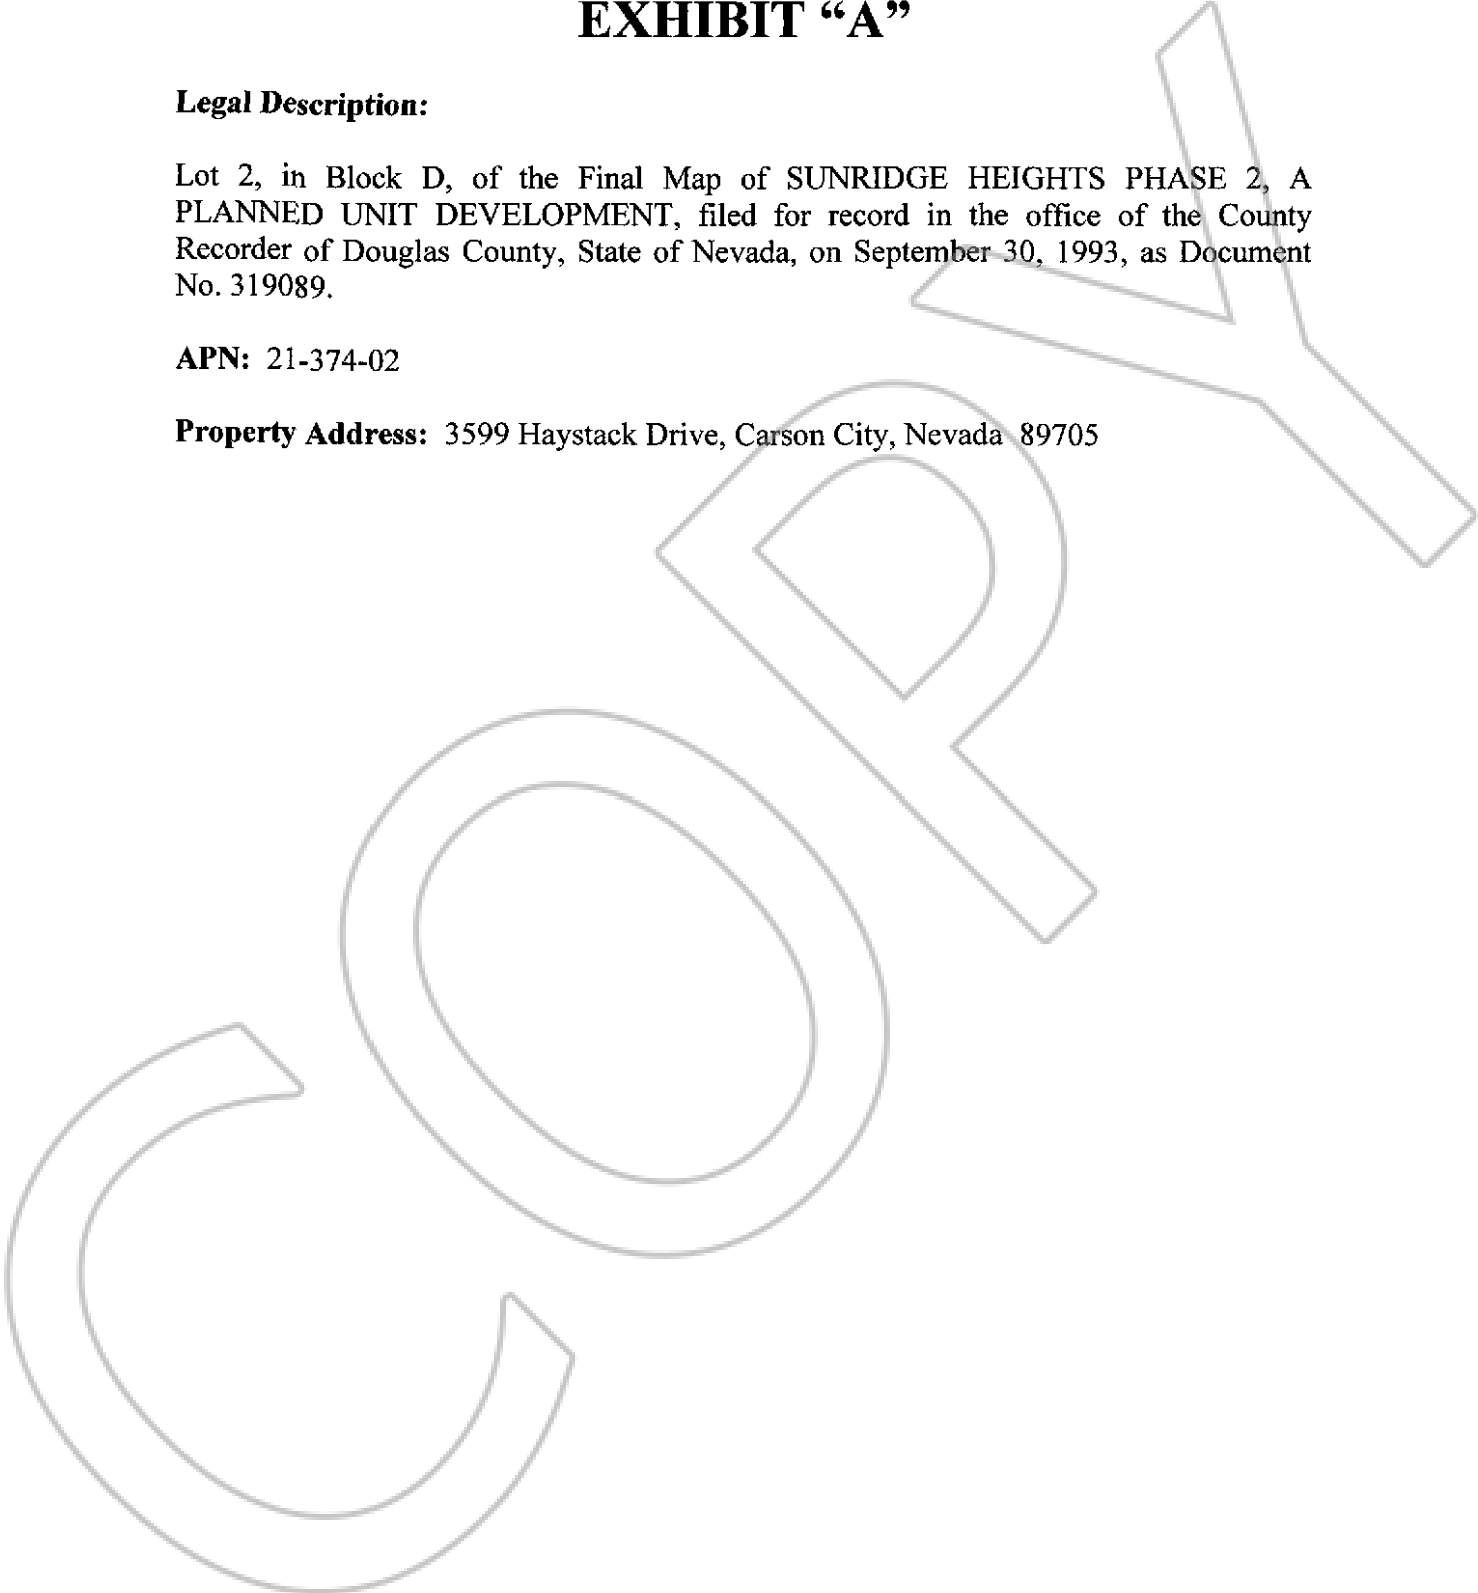 EXHIBIT “A”
Legal Description:
Lot 2, in Block D, of the Final Map of SUNRIDGE HEIGHTS PHASE 2, A
PLANNED UNIT DEVELOPMENT, filed for record in the office of the County
Recorder of Douglas County, State of Nevada, on September 30, 1993, as Document
No. 319089.
APN: 21-374-02
Property Address: 3599 Haystack Drive, Carson City, Nevada 89705
COPY